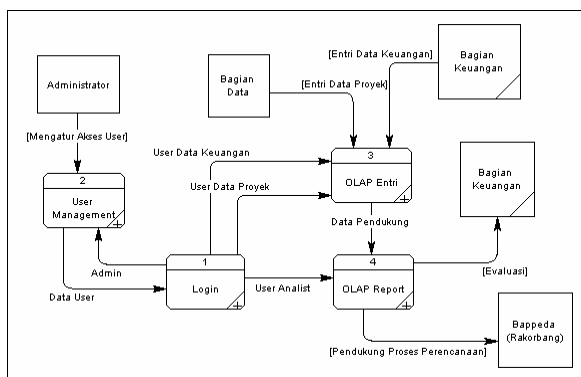 Administrator
[Mengatur Akses User]
2
User
Management
Bagian
Data
[Entri Data Keuangan]
Bagian
Keuangan
[Entri Data Proyek]
User Data Keuangan
User Data Proyek
3
OLAP Entri
Data Pendukung
Bagian
Keuangan
Admin
Data User
1
Login
User Analist
4
OLAP Report
[Evaluasi]
[Pendukung Proses Perencanaan]
Bappeda
(Rakorbang)